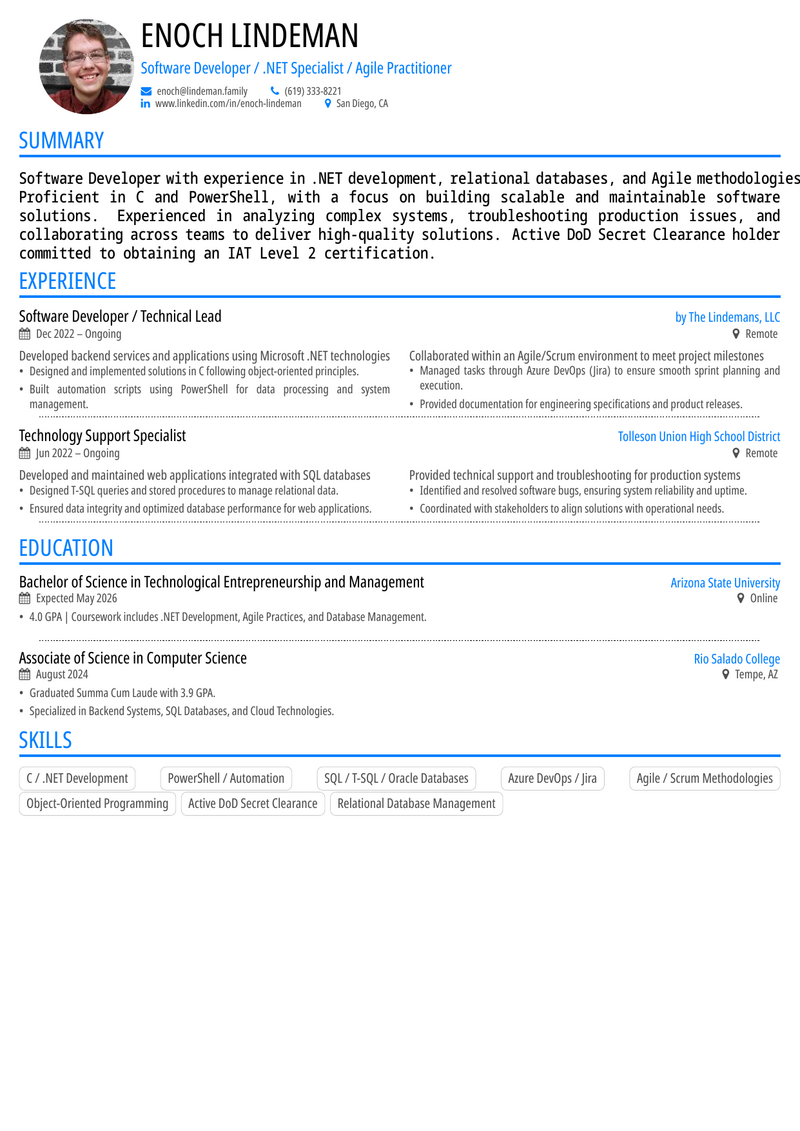 ENOCH LINDEMAN
Software Developer / .NET Specialist / Agile Practitioner
enoch@lindeman.family (619) 333-8221
www.linkedin.com/in/enoch-lindeman San Diego, CA
SUMMARY
Software Developer with experience in .NET development, relational databases, and Agile methodologies
Proficient in C and PowerShell, with a focus on building scalable and maintainable software
solutions. Experienced in analyzing complex systems, troubleshooting production issues, and
collaborating across teams to deliver high-quality solutions. Active DoD Secret Clearance holder
committed to obtaining an IAT Level 2 certification.
EXPERIENCE
Software Developer / Technical Lead by The Lindemans, LLC
Dec 2022 – Ongoing Remote
Developed backend services and applications using Microsoft .NET technologies
• Designed and implemented solutions in C following object-oriented principles.
• Built automation scripts using PowerShell for data processing and system
management.
Collaborated within an Agile/Scrum environment to meet project milestones
• Managed tasks through Azure DevOps (Jira) to ensure smooth sprint planning and
execution.
• Provided documentation for engineering specifications and product releases.
Technology Support Specialist Tolleson Union High School District
Jun 2022 – Ongoing Remote
Developed and maintained web applications integrated with SQL databases
• Designed T-SQL queries and stored procedures to manage relational data.
• Ensured data integrity and optimized database performance for web applications.
Provided technical support and troubleshooting for production systems
• Identified and resolved software bugs, ensuring system reliability and uptime.
• Coordinated with stakeholders to align solutions with operational needs.
EDUCATION
Bachelor of Science in Technological Entrepreneurship and Management Arizona State University
Expected May 2026 Online
• 4.0 GPA | Coursework includes .NET Development, Agile Practices, and Database Management.
Associate of Science in Computer Science Rio Salado College
August 2024 Tempe, AZ
• Graduated Summa Cum Laude with 3.9 GPA.
• Specialized in Backend Systems, SQL Databases, and Cloud Technologies.
SKILLS
C / .NET Development PowerShell / Automation SQL / T-SQL / Oracle Databases Azure DevOps / Jira Agile / Scrum Methodologies
Object-Oriented Programming Active DoD Secret Clearance Relational Database Management